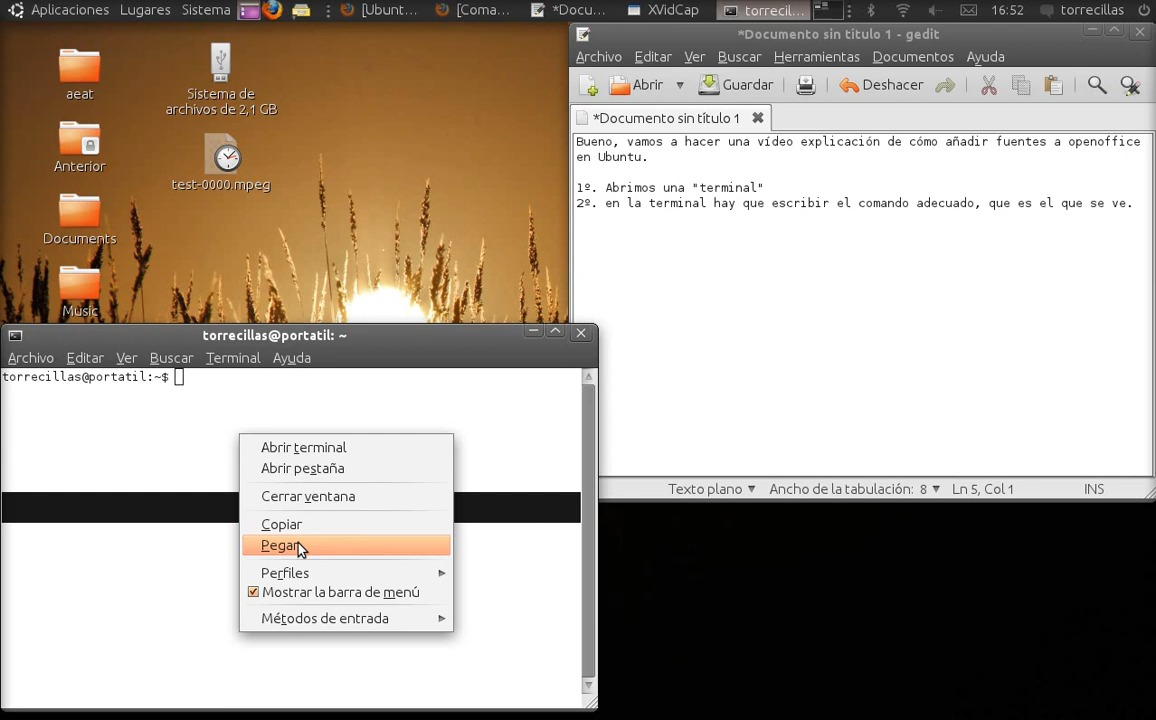 Aplicaciones Lugares Sistema [Ubunt... [Coma... *Docu... XVidCap torrecil... 16:52 torrecillas
aeat
Sistema de
archivos de 2,1 GB
Anterior
test-0000.mpeg
Documents
Music
*Documento sin título 1 - gedit
Archivo Editar Ver Buscar Herramientas Documentos Ayuda
Abrir Guardar Deshacer
*Documento sin título 1
Bueno, vamos a hacer una vídeo explicación de cómo añadir fuentes a openoffice
en Ubuntu.
1º. Abrimos una "terminal"
2º. en la terminal hay que escribir el comando adecuado, que es el que se ve.
Texto plano Ancho de la tabulación: 8 Ln 5, Col 1 INS
torrecillas@portatil: ~
Archivo Editar Ver Buscar Terminal Ayuda
torrecillas@portatil:~$
Abrir terminal
Abrir pestaña
Cerrar ventana
Copiar
Pegar
Perfiles
Mostrar la barra de menú
Métodos de entrada